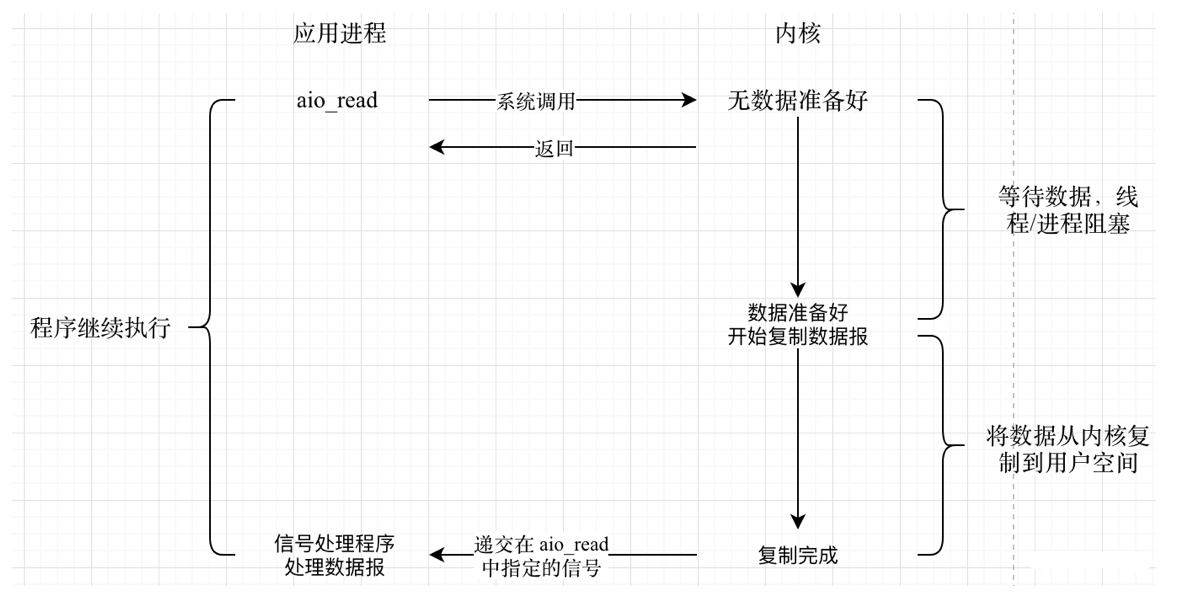 应用进程
内核
aio_read
系统调用
无数据准备好
返回
等待数据，线
程/进程阻塞
数据准备好
开始复制数据报
程序继续执行
将数据从内核复
制到用户空间
信号处理程序
处理数据报
递交在 aio_read
中指定的信号
复制完成